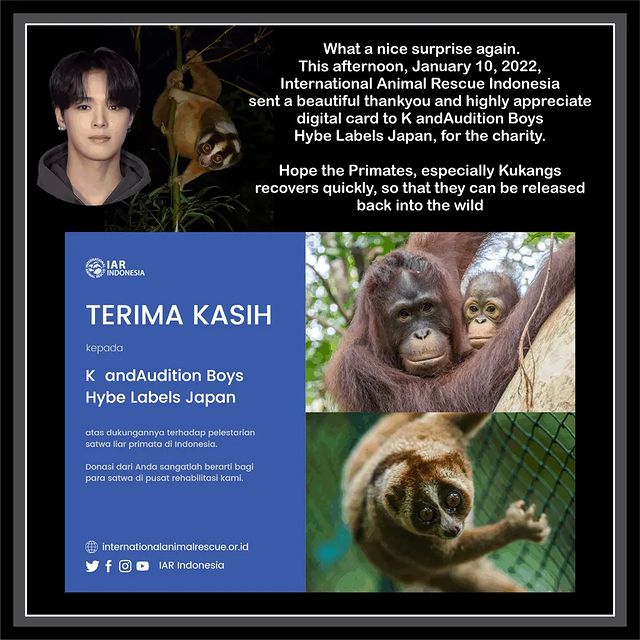 What a nice surprise again.
This afternoon, January 10, 2022,
International Animal Rescue Indonesia
sent a beautiful thankyou and highly appreciate
digital card to K andAudition Boys
Hybe Labels Japan, for the charity.
Hope the Primates, especially Kukangs
recovers quickly, so that they can be released
back into the wild
IAR
INDONESIA
TERIMA KASIH
kepada
K andAudition Boys
Hybe Labels Japan
atas dukungannya terhadap pelestarian
satwa liar primata di Indonesia.
Donasi dari Anda sangatlah berarti bagi
para satwa di pusat rehabilitasi kami.
internationalanimalrescue.or.id
IAR Indonesia